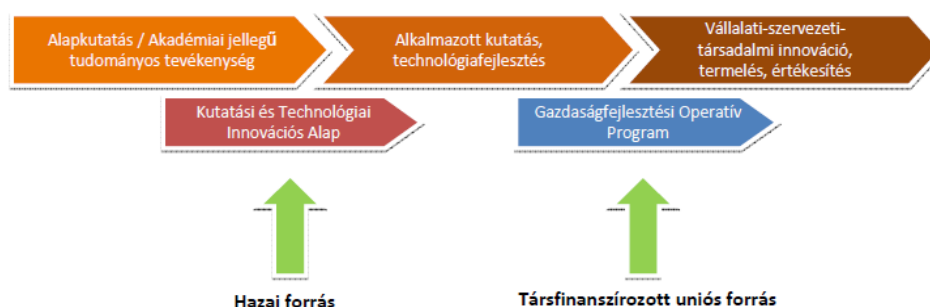 Alapkutatás / Akadémiai jellegű
tudományos tevékenység
Alkalmazott kutatás,
technológiafejlesztés
Vállalati-szervezeti-
társadalmi innováció,
termelés, értékesítés
Kutatási és Technológiai
Innovációs Alap
Gazdaságfejlesztési Operatív
Program
Hazai forrás
Társfinanszírozott uniós forrás